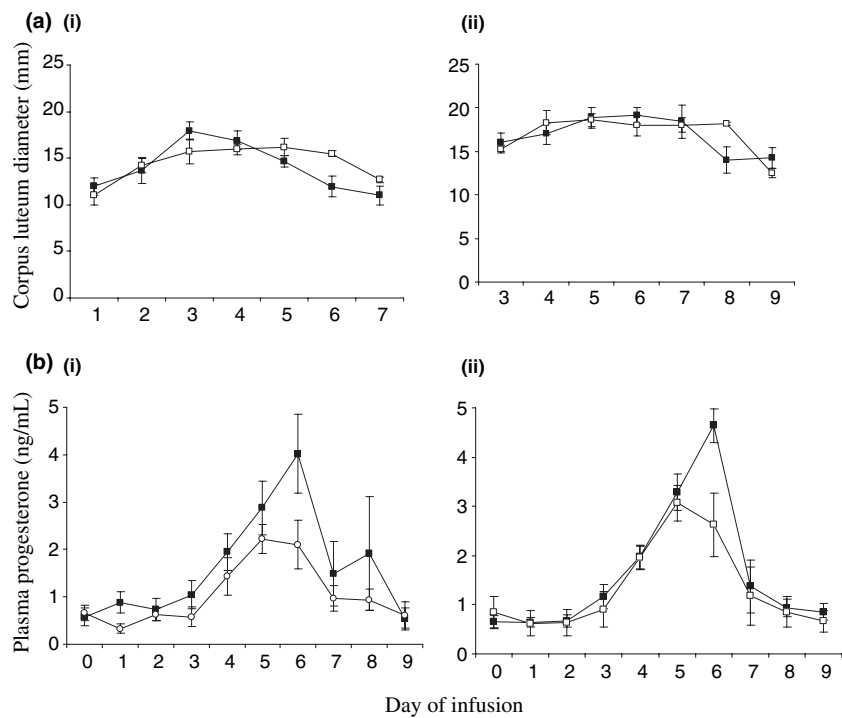 (a) (i)
(ii)
Corpus luteum diameter (mm)
25
20
15
10
5
0
1 2 3 4 5 6 7
25
20
15
10
5
0
3 4 5 6 7 8 9
(b) (i)
(ii)
Plasma progesterone (ng/mL)
5
4
3
2
1
0
0 1 2 3 4 5 6 7 8 9
5
4
3
2
1
0
0 1 2 3 4 5 6 7 8 9
Day of infusion